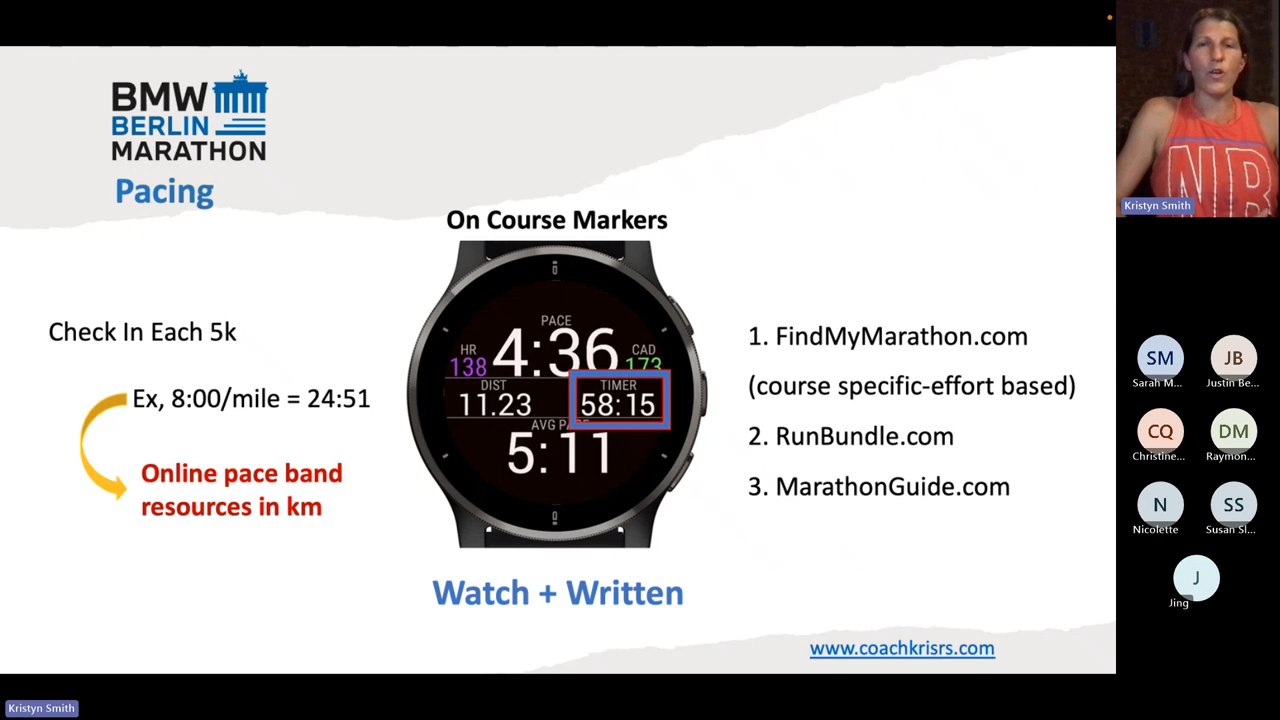 BMW
BERLIN
MARATHON
Pacing
On Course Markers
Check In Each 5k
Ex, 8:00/mile = 24:51
Online pace band
resources in km
PACE
4:36
HR
138
CAD
173
DIST
11.23
TIMER
58:15
AVG PA
5:11
1. FindMyMarathon.com
(course specific-effort based)
2. RunBundle.com
3. MarathonGuide.com
Watch + Written
www.coachkrisrs.com
NB
Kristyn Smith
SM
Sarah M...
JB
Justin Be...
CQ
Christine...
DM
Raymon...
N
Nicolette
SS
Susan Sl...
J
Jing
Kristyn Smith